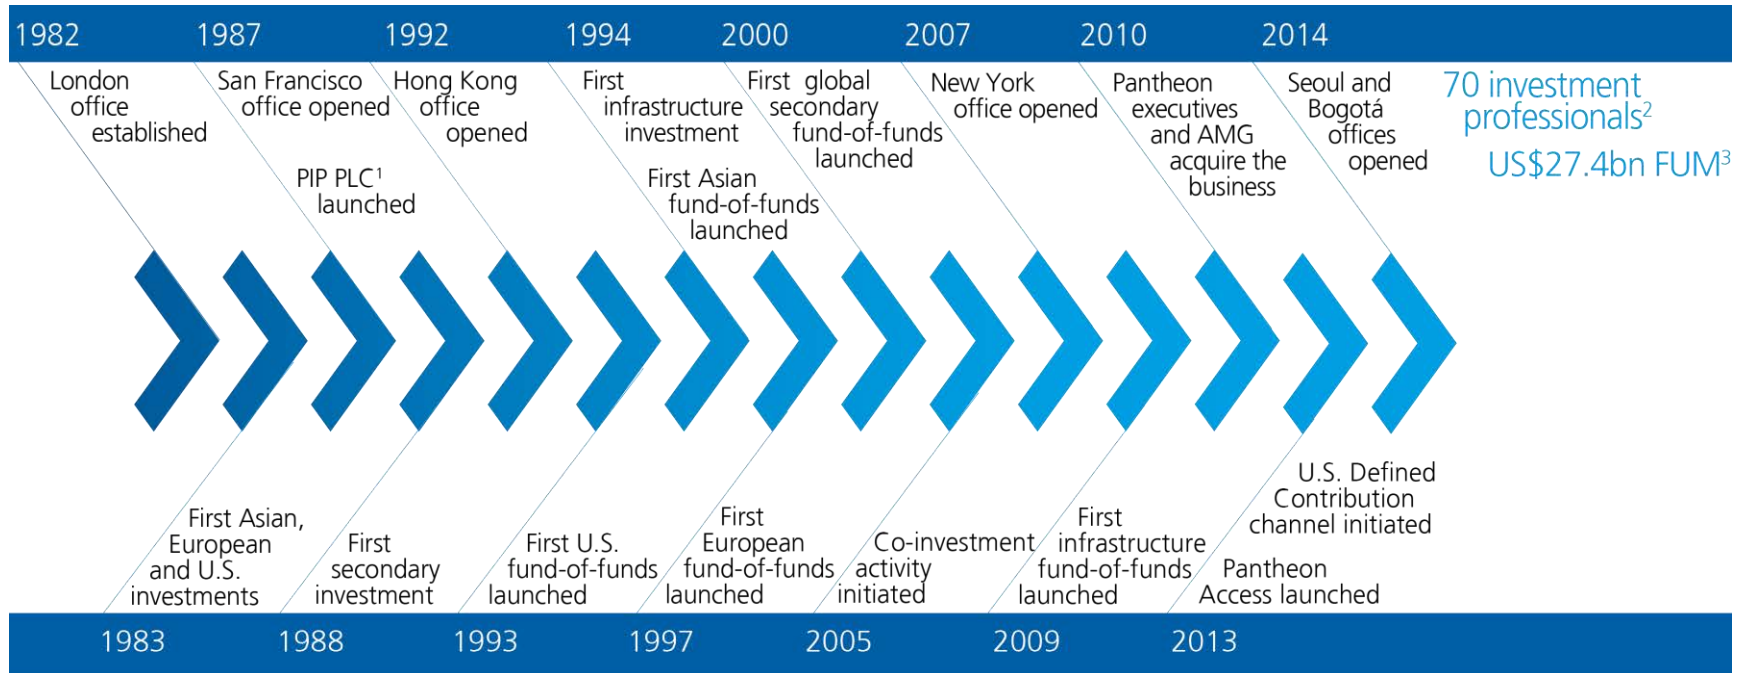 1982
1987
1992
1994
2000
2007
2010
2014
London
office
established
San Francisco
office opened
PIP PLC1
launched
Hong Kong
office
opened
First
infrastructure
investment
First Asian
fund-of-funds
launched
First global
secondary
fund-of-funds
launched
New York
office opened
Pantheon
executives
and AMG
acquire the
business
Seoul and
Bogotá
offices
opened
70 investment
professionals2
US$27.4bn FUM3
First Asian,
European
and U.S.
investments
First
secondary
investment
First U.S.
fund-of-funds
launched
First
European
fund-of-funds
launched
Co-investment
activity
initiated
First
infrastructure
fund-of-funds
launched
U.S. Defined
Contribution
channel initiated
Pantheon
Access launched
1983
1988
1993
1997
2005
2009
2013